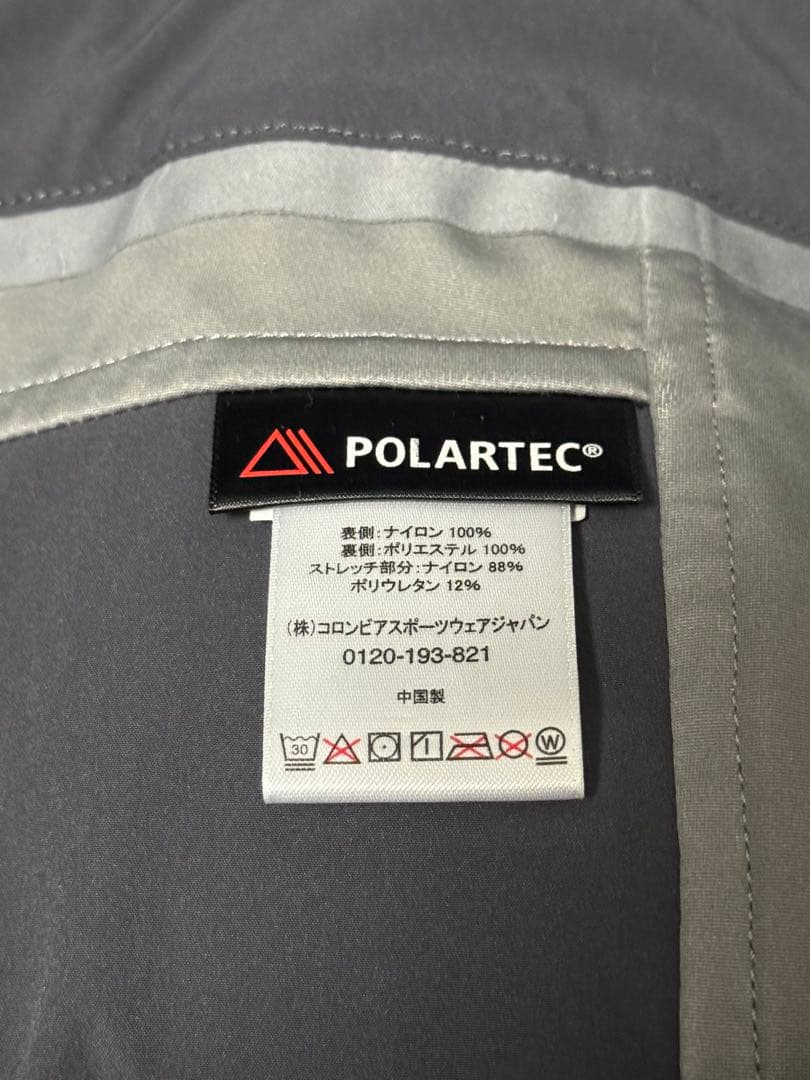 POLARTEC®
表側:ナイロン 100%
裏側:ポリエステル 100%
ストレッチ部分:ナイロン 88%
ポリウレタン 12%
(株)コロンビアスポーツウェアジャパン
0120-193-821
中国製
30 W